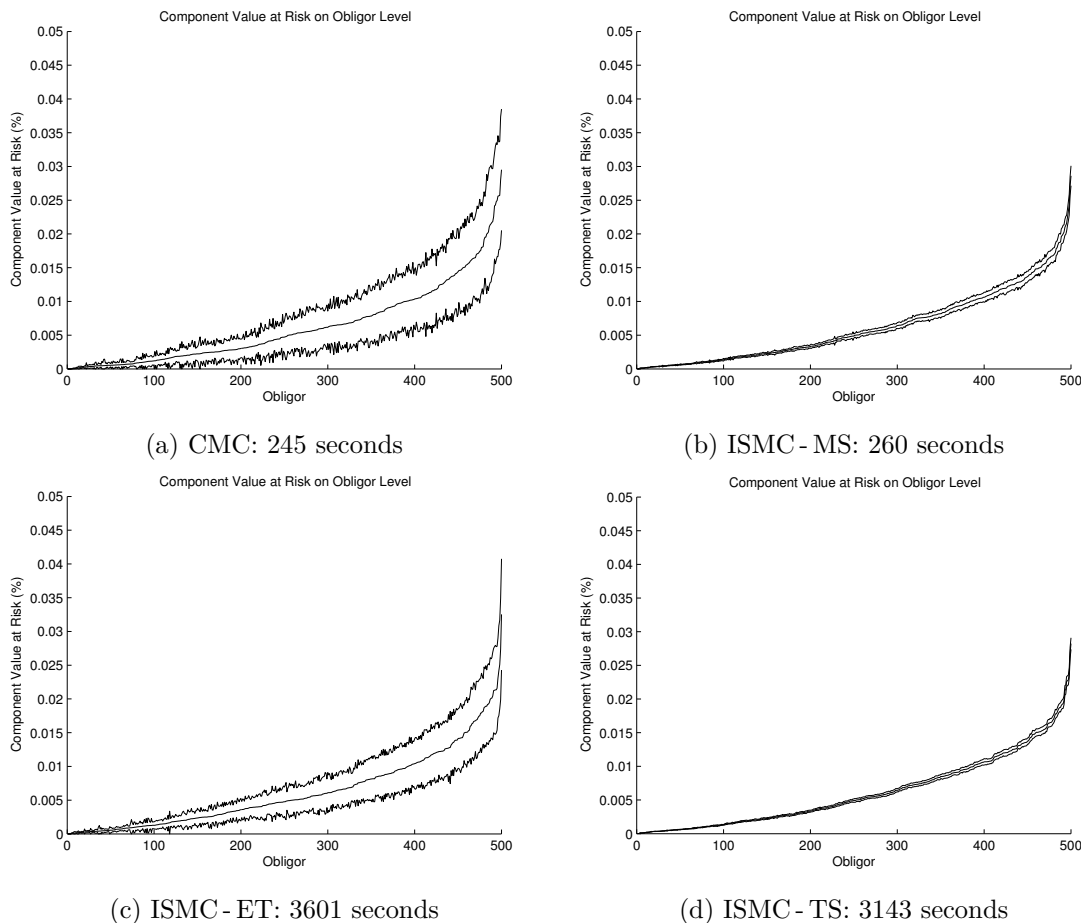 Component Value at Risk on Obligor Level
0.05
0.045
0.04
0.035
0.03
0.025
0.02
0.015
0.01
0.005
0
Component Value at Risk (%)
0 100 200 300 400 500
Obligor
(a) CMC: 245 seconds
Component Value at Risk on Obligor Level
0.05
0.045
0.04
0.035
0.03
0.025
0.02
0.015
0.01
0.005
0
Component Value at Risk (%)
0 100 200 300 400 500
Obligor
(b) ISMC - MS: 260 seconds
Component Value at Risk on Obligor Level
0.05
0.045
0.04
0.035
0.03
0.025
0.02
0.015
0.01
0.005
0
Component Value at Risk (%)
0 100 200 300 400 500
Obligor
(c) ISMC - ET: 3601 seconds
Component Value at Risk on Obligor Level
0.05
0.045
0.04
0.035
0.03
0.025
0.02
0.015
0.01
0.005
0
Component Value at Risk (%)
0 100 200 300 400 500
Obligor
(d) ISMC - TS: 3143 seconds